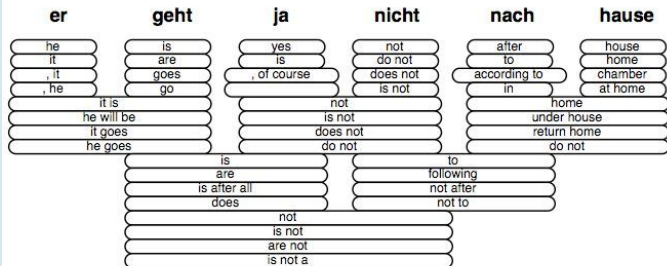 er geht ja nicht nach hause
he is yes not after house
it are is do not to home
, it goes , of course does not according to chamber
, he go is not in at home
it is not home
he will be is not under house
it goes does not return home
he goes do not do not
is to
are following
is after all not after
does not to
not
is not
are not
is not a